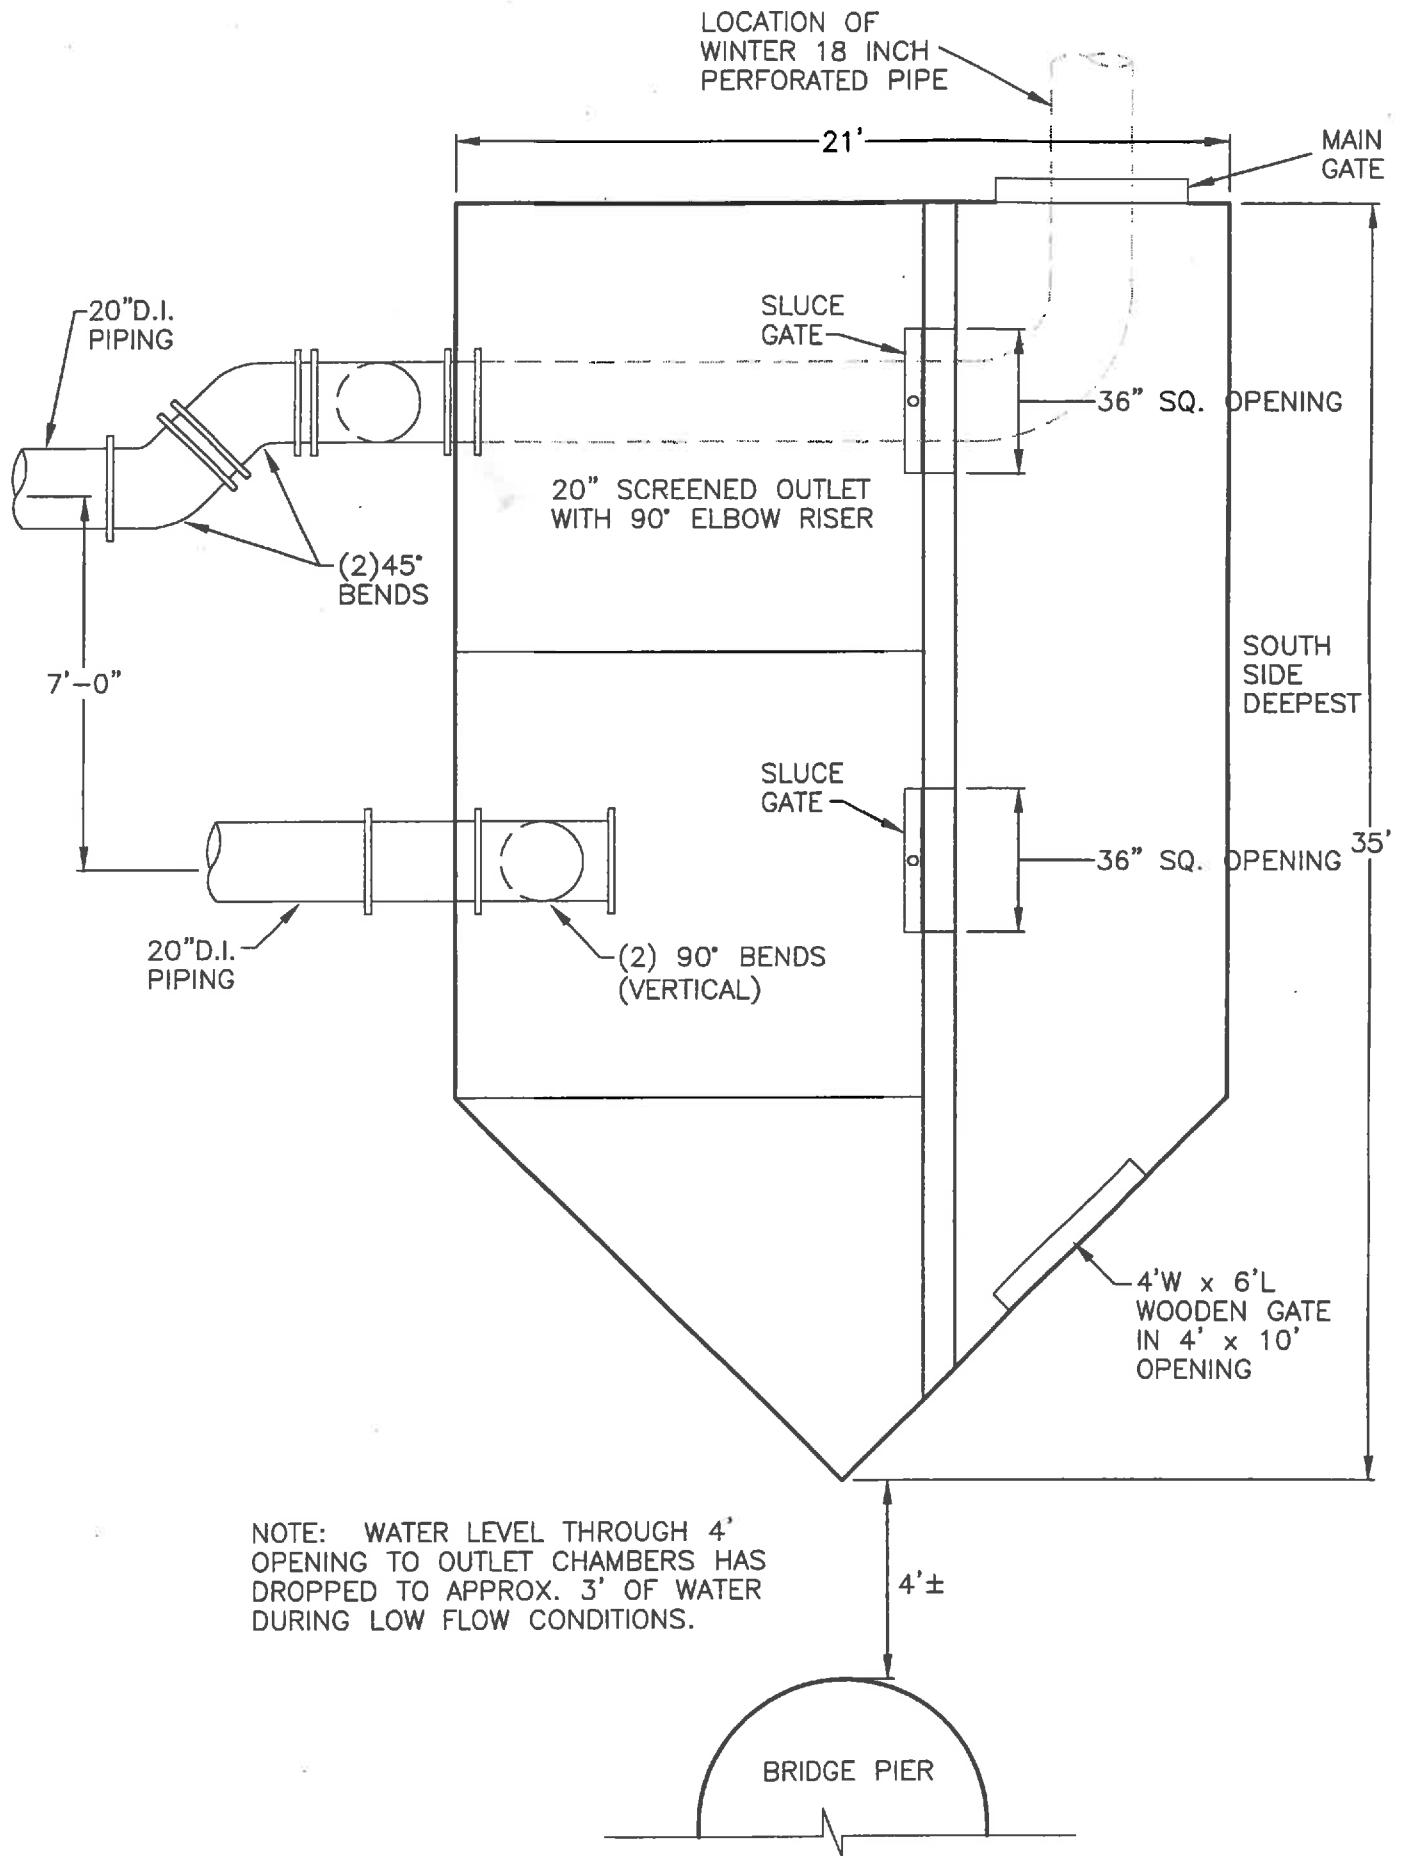 LOCATION OF
WINTER 18 INCH
PERFORATED PIPE
21'
MAIN
GATE
20"D.I.
PIPING
SLUCE
GATE
36" SQ. OPENING
20" SCREENED OUTLET
WITH 90° ELBOW RISER
(2)45°
BENDS
7'-0"
SOUTH
SIDE
DEEPEST
SLUCE
GATE
35'
36" SQ. OPENING
20"D.I.
PIPING
(2) 90° BENDS
(VERTICAL)
4'W x 6'L
WOODEN GATE
IN 4' x 10'
OPENING
NOTE: WATER LEVEL THROUGH 4'
OPENING TO OUTLET CHAMBERS HAS
DROPPED TO APPROX. 3' OF WATER
DURING LOW FLOW CONDITIONS.
4'±
BRIDGE PIER